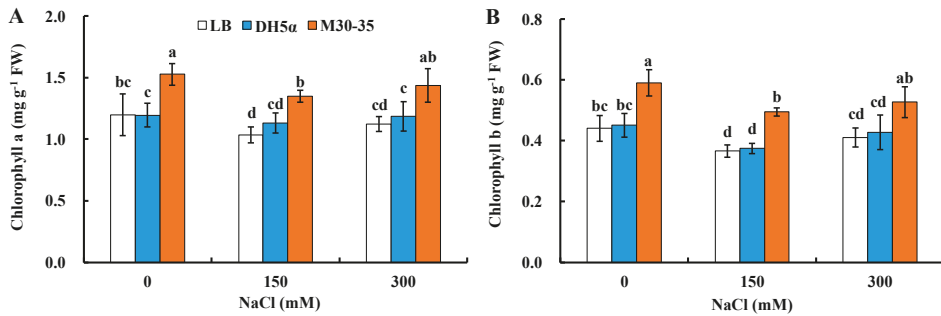 A
Chlorophyll a (mg g⁻¹ FW)
2.0
1.5
1.0
0.5
0.0
LB DH5α M30-35
bc c a
d cd b
cd c ab
0 150 300
NaCl (mM)
B
Chlorophyll b (mg g⁻¹ FW)
0.8
0.6
0.4
0.2
0.0
bc bc a
d d b
cd cd ab
0 150 300
NaCl (mM)